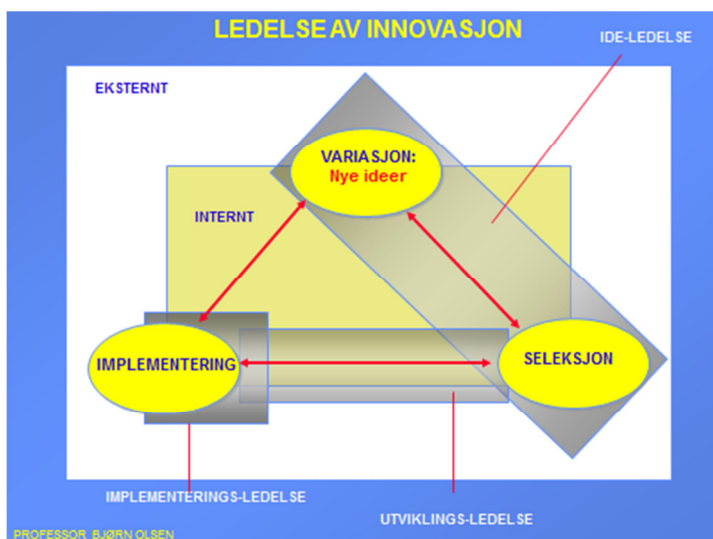 LEDELSE AV INNOVASJON
IDE-LEDELSE
EKSTERNT
VARIASJON:
Nye ideer
INTERNT
IMPLEMENTERING
SELEKSJON
IMPLEMENTERINGS-LEDELSE
UTVIKLINGS-LEDELSE
PROFESSOR BJØRN OLSEN